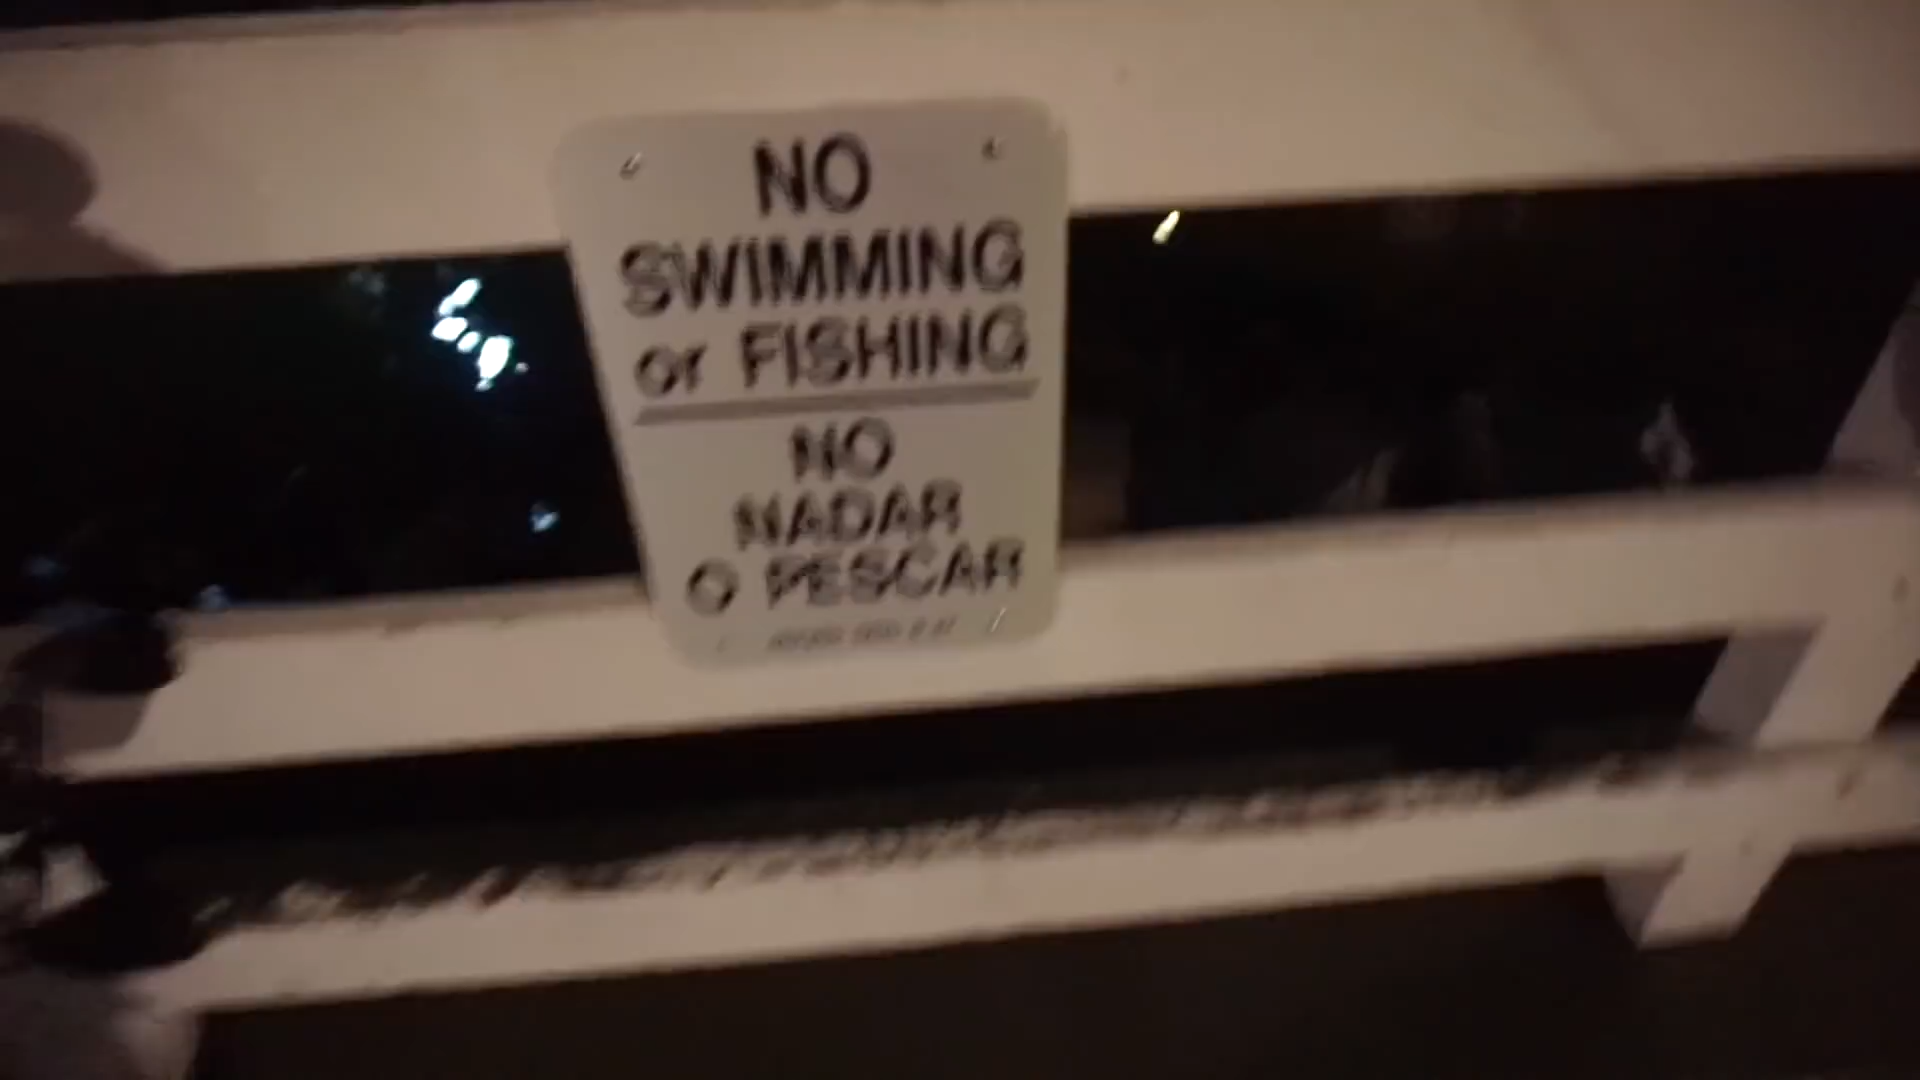 NO
SWIMMING
or FISHING
NO
NADAR
O PESCAR